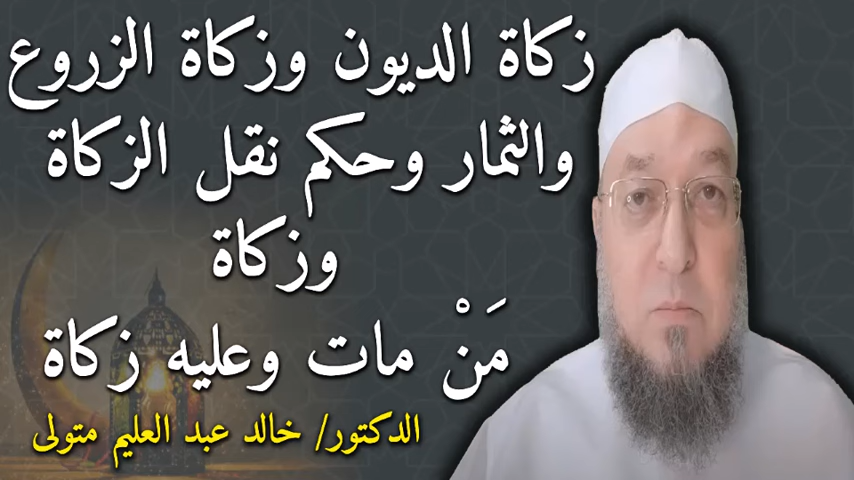 زكاة الديون وزكاة الزروع
والثمار وحكم نقل الزكاة
وزكاة
مَنْ مات وعليه زكاة
الدكتور/ خالد عبد العليم متولى